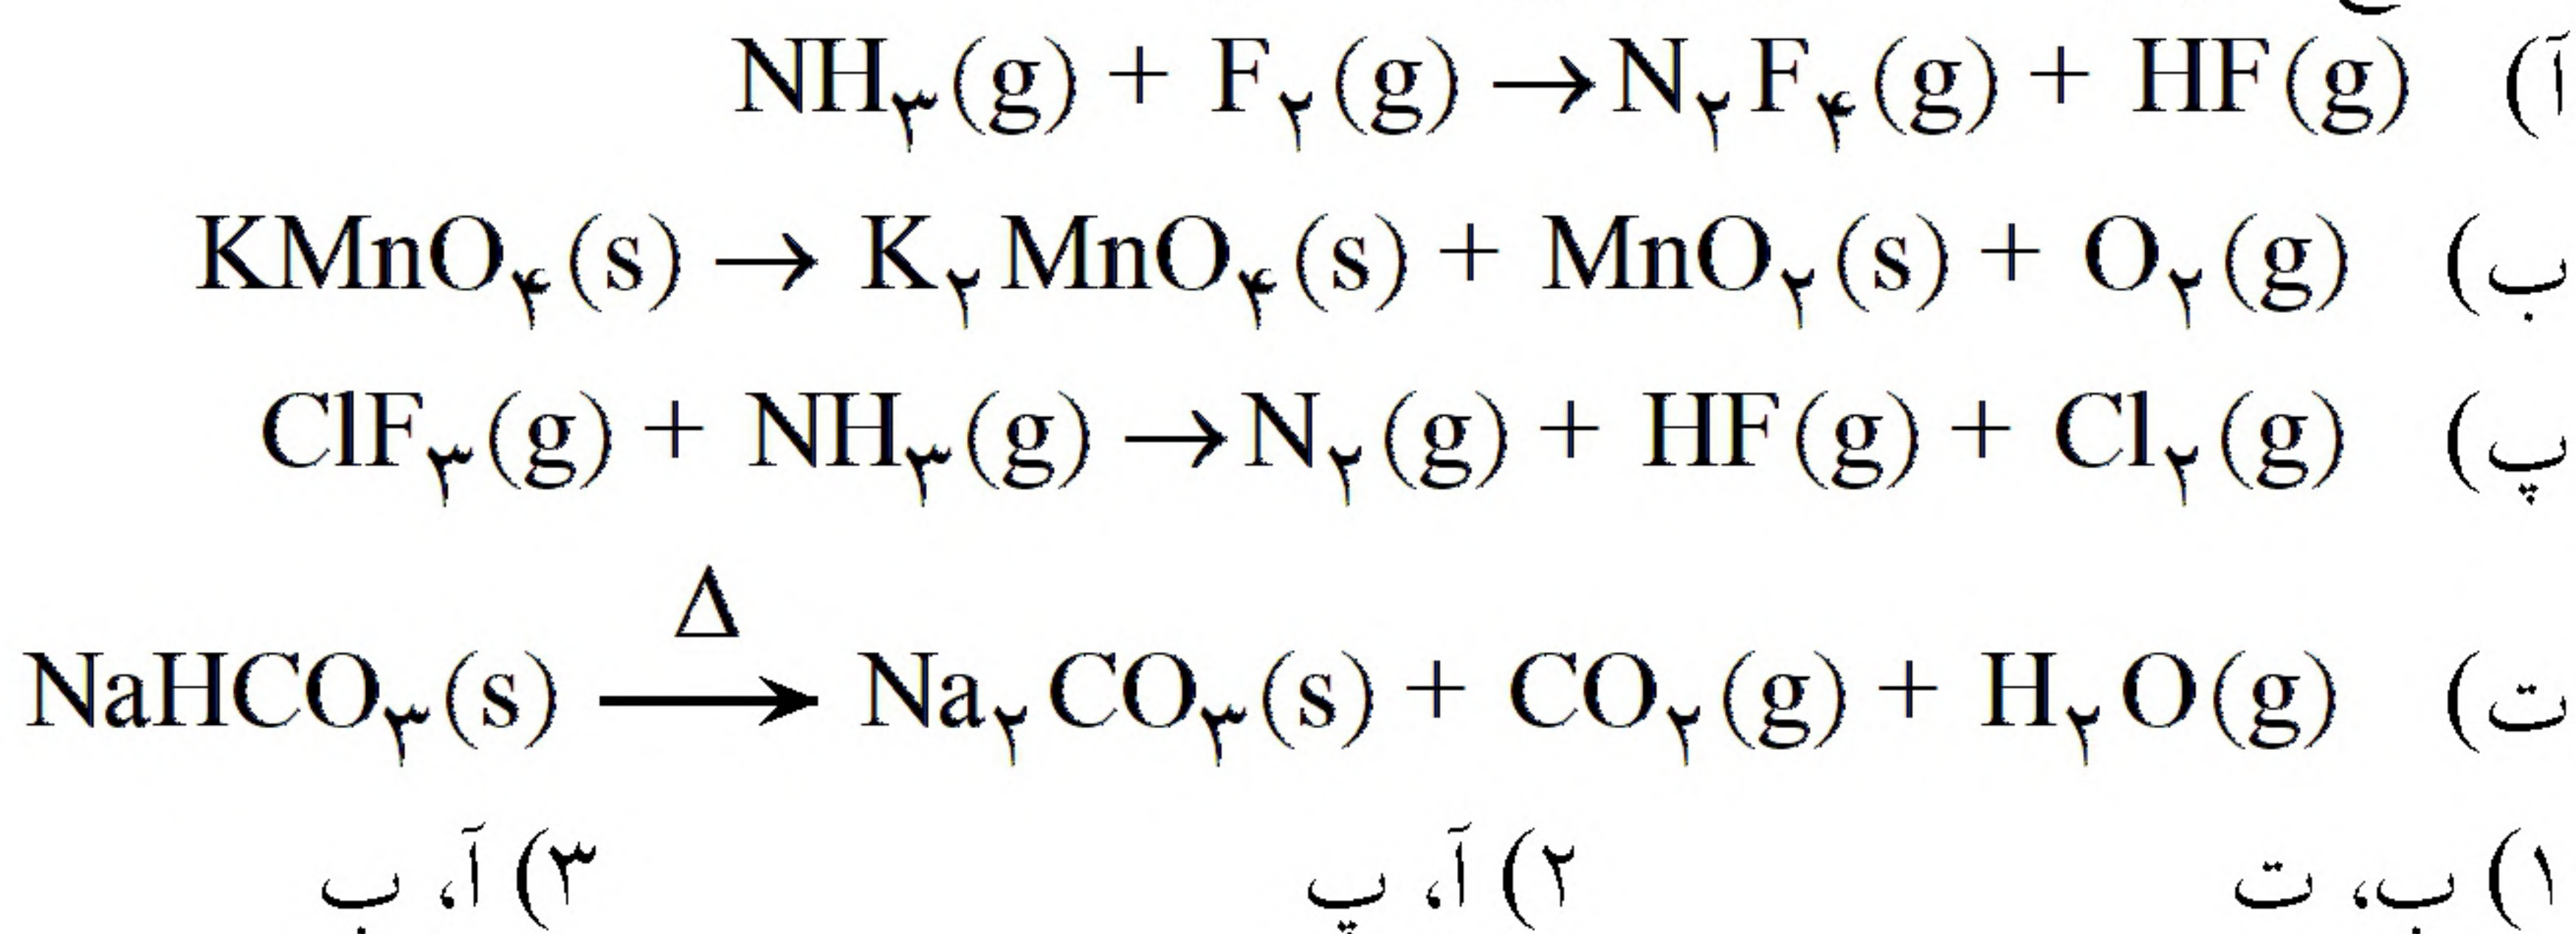 آ) NH۳(g) + F۲(g) → N۲F۴(g) + HF(g)
ب) KMnO۴(s) → K۲MnO۴(s) + MnO۲(s) + O۲(g)
پ) ClF۳(g) + NH۳(g) → N۲(g) + HF(g) + Cl۲(g)
ت) NaHCO۳(s) —Δ→ Na۲CO۳(s) + CO۲(g) + H۲O(g)
۱) ب، ت ۲) آ، پ ۳) آ، ب